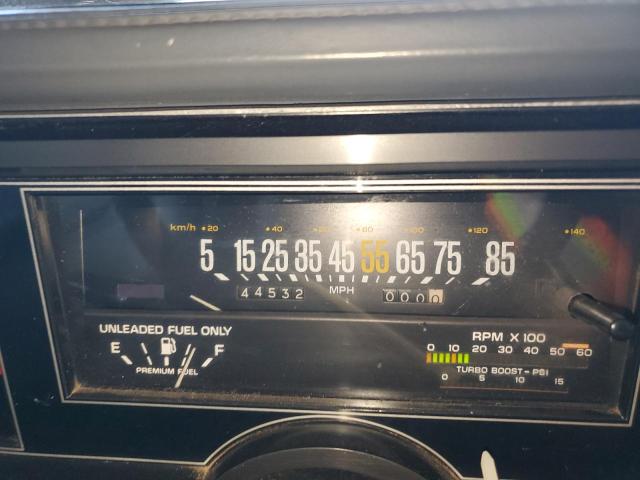 km/h 20 40 60 100 120 140
5 15 25 35 45 55 65 75 85
44532 MPH 0000
UNLEADED FUEL ONLY
E F
PREMIUM FUEL
RPM X 100
0 10 20 30 40 50 60
TURBO BOOST - PSI
0 5 10 15